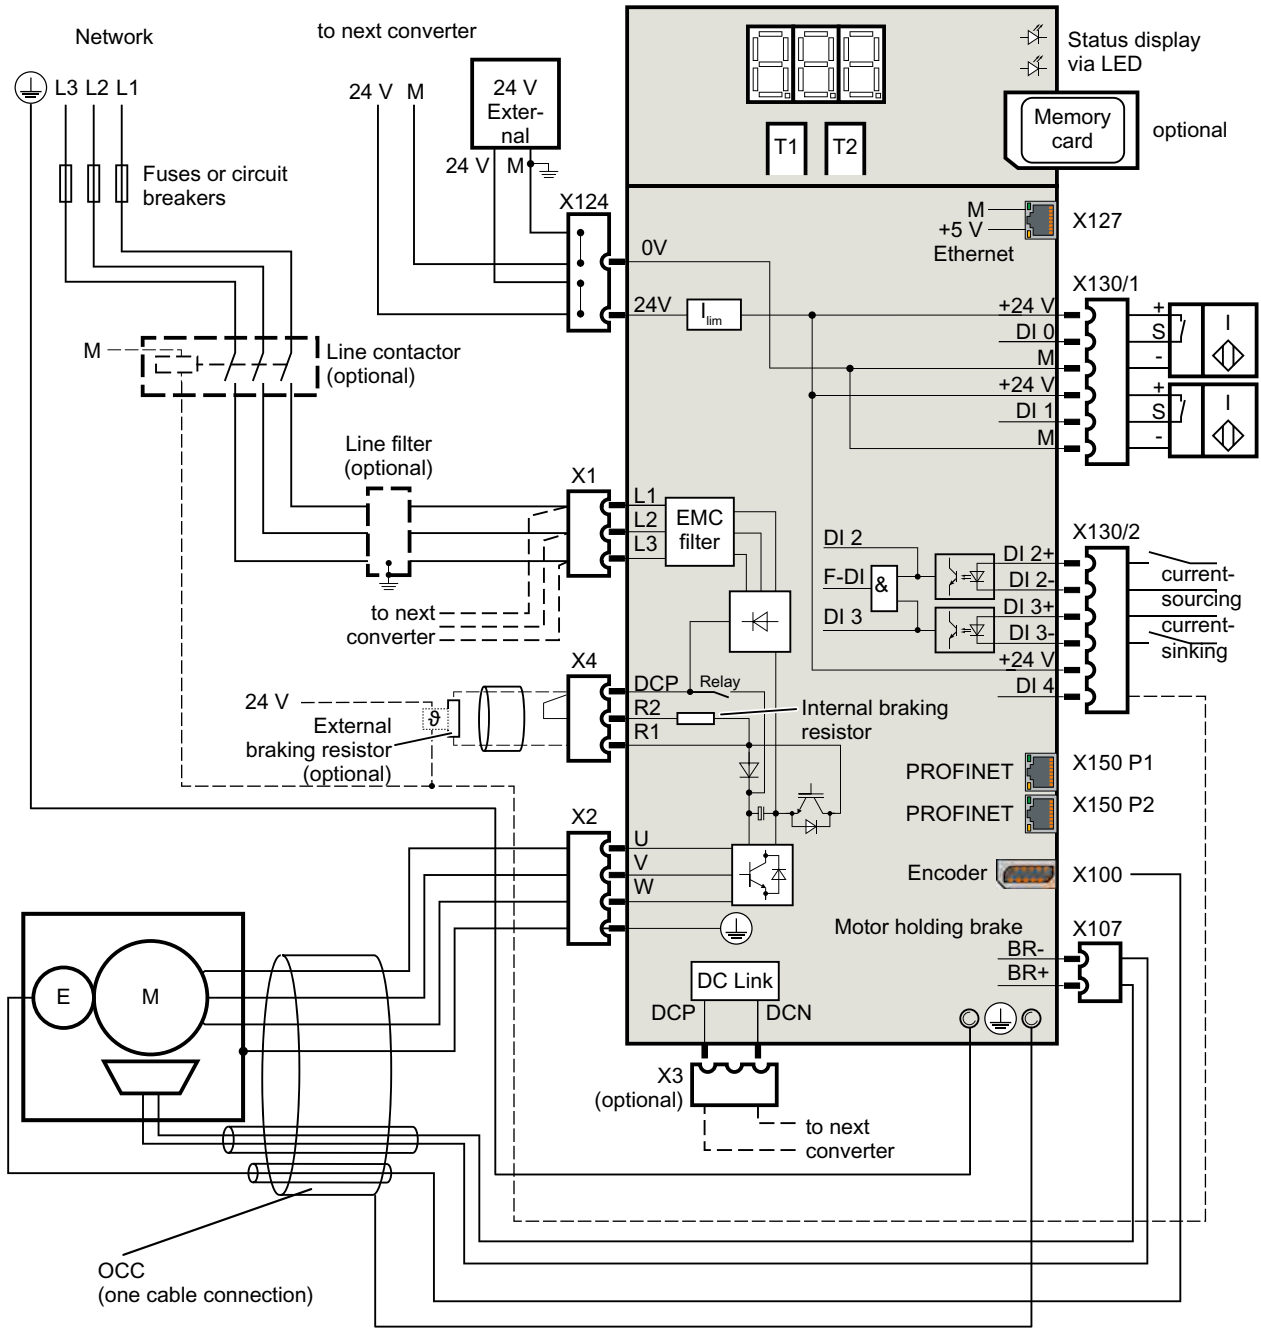 Network
to next converter
L3 L2 L1
24 V M
24 V
Exter-
nal
24 V M
Fuses or circuit
breakers
X124
0V
24V
I lim
Status display
via LED
Memory
card
optional
T1
T2
M
+5 V
Ethernet
X127
X130/1
+24 V
DI 0
M
+24 V
DI 1
M
+
S
-
I
+
S
-
I
M
Line contactor
(optional)
Line filter
(optional)
X1
L1
L2
L3
EMC
filter
to next
converter
DI 2
F-DI
&
DI 3
X130/2
DI 2+
DI 2-
DI 3+
DI 3-
+24 V
DI 4
current-
sourcing
current-
sinking
X4
DCP
R2
R1
Relay
Internal braking
resistor
24 V
ϑ
External
braking resistor
(optional)
PROFINET
X150 P1
PROFINET
X150 P2
X2
U
V
W
Encoder
X100
Motor holding brake
X107
BR-
BR+
E
M
DC Link
DCP
DCN
X3
(optional)
to next
converter
OCC
(one cable connection)